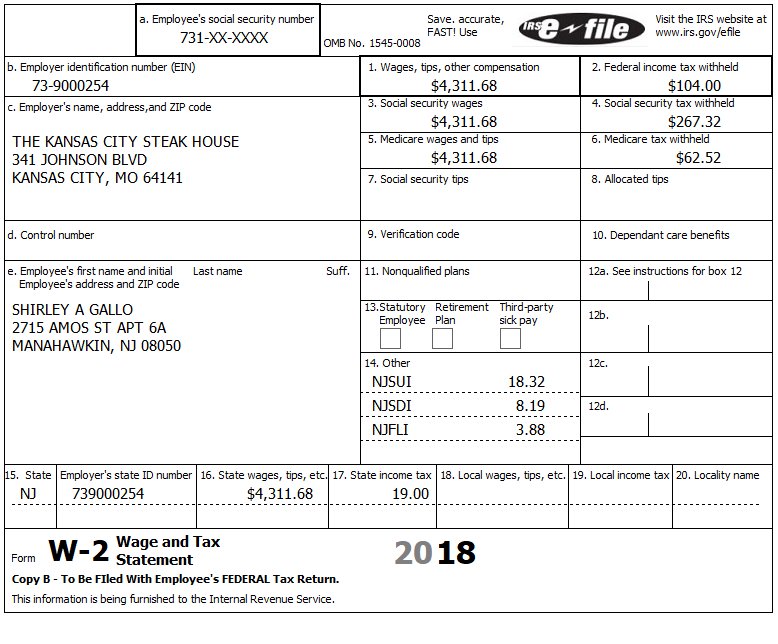 a. Employee's social security number
731-XX-XXXX
OMB No. 1545-0008
Save. accurate,
FAST! Use
IRS e - file
Visit the IRS website at
www.irs.gov/efile
b. Employer identification number (EIN)
73-9000254
1. Wages, tips, other compensation
$4,311.68
2. Federal income tax withheld
$104.00
c. Employer's name, address,and ZIP code
THE KANSAS CITY STEAK HOUSE
341 JOHNSON BLVD
KANSAS CITY, MO 64141
3. Social security wages
$4,311.68
4. Social security tax withheld
$267.32
5. Medicare wages and tips
$4,311.68
6. Medicare tax withheld
$62.52
7. Social security tips
8. Allocated tips
d. Control number
9. Verification code
10. Dependant care benefits
e. Employee's first name and initial Last name Suff.
Employee's address and ZIP code
SHIRLEY A GALLO
2715 AMOS ST APT 6A
MANAHAWKIN, NJ 08050
11. Nonqualified plans
12a. See instructions for box 12
13.Statutory Retirement Third-party
Employee Plan sick pay
12b.
14. Other
NJSUI 18.32
NJSDI 8.19
NJFLI 3.88
12c.
12d.
15. State Employer's state ID number 16. State wages, tips, etc. 17. State income tax 18. Local wages, tips, etc. 19. Local income tax 20. Locality name
NJ 739000254 $4,311.68 19.00
Form W-2 Wage and Tax
Statement
2018
Copy B - To Be FIled With Employee's FEDERAL Tax Return.
This information is being furnished to the Internal Revenue Service.